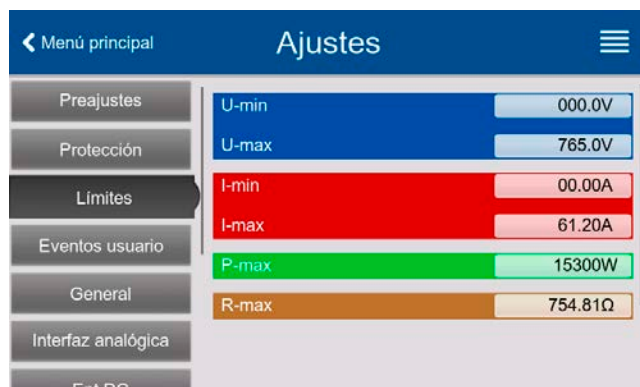 Menú principal
Ajustes
Preajustes
Protección
Límites
Eventos usuario
General
Interfaz analógica
U-min 000.0V
U-max 765.0V
I-min 00.00A
I-max 61.20A
P-max 15300W
R-max 754.81Ω